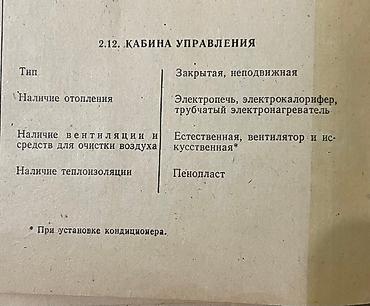 2.12. КАБИНА УПРАВЛЕНИЯ
Тип Закрытая, неподвижная
Наличие отопления Электропечь, электрокалорифер,
трубчатый электронагреватель
Наличие вентиляции и Естественная, вентилятор и ис-
средств для очистки воздуха кусственная*
Наличие теплоизоляции Пенопласт
* При установке кондиционера.